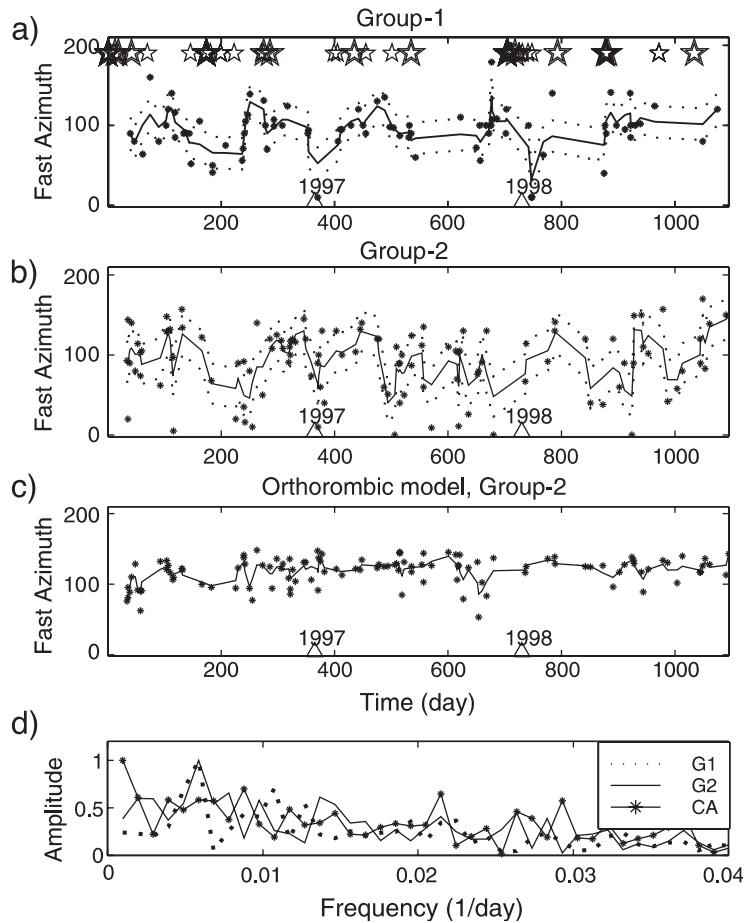 a)
Group-1
200
100
0
Fast Azimuth
1997
1998
200 400 600 800 1000
b)
Group-2
200
100
0
Fast Azimuth
1997
1998
200 400 600 800 1000
c)
Orthorombic model, Group-2
200
100
0
Fast Azimuth
1997
1998
200 400 600 800 1000
Time (day)
d)
1
0.5
0
Amplitude
G1
G2
CA
0 0.01 0.02 0.03 0.04
Frequency (1/day)